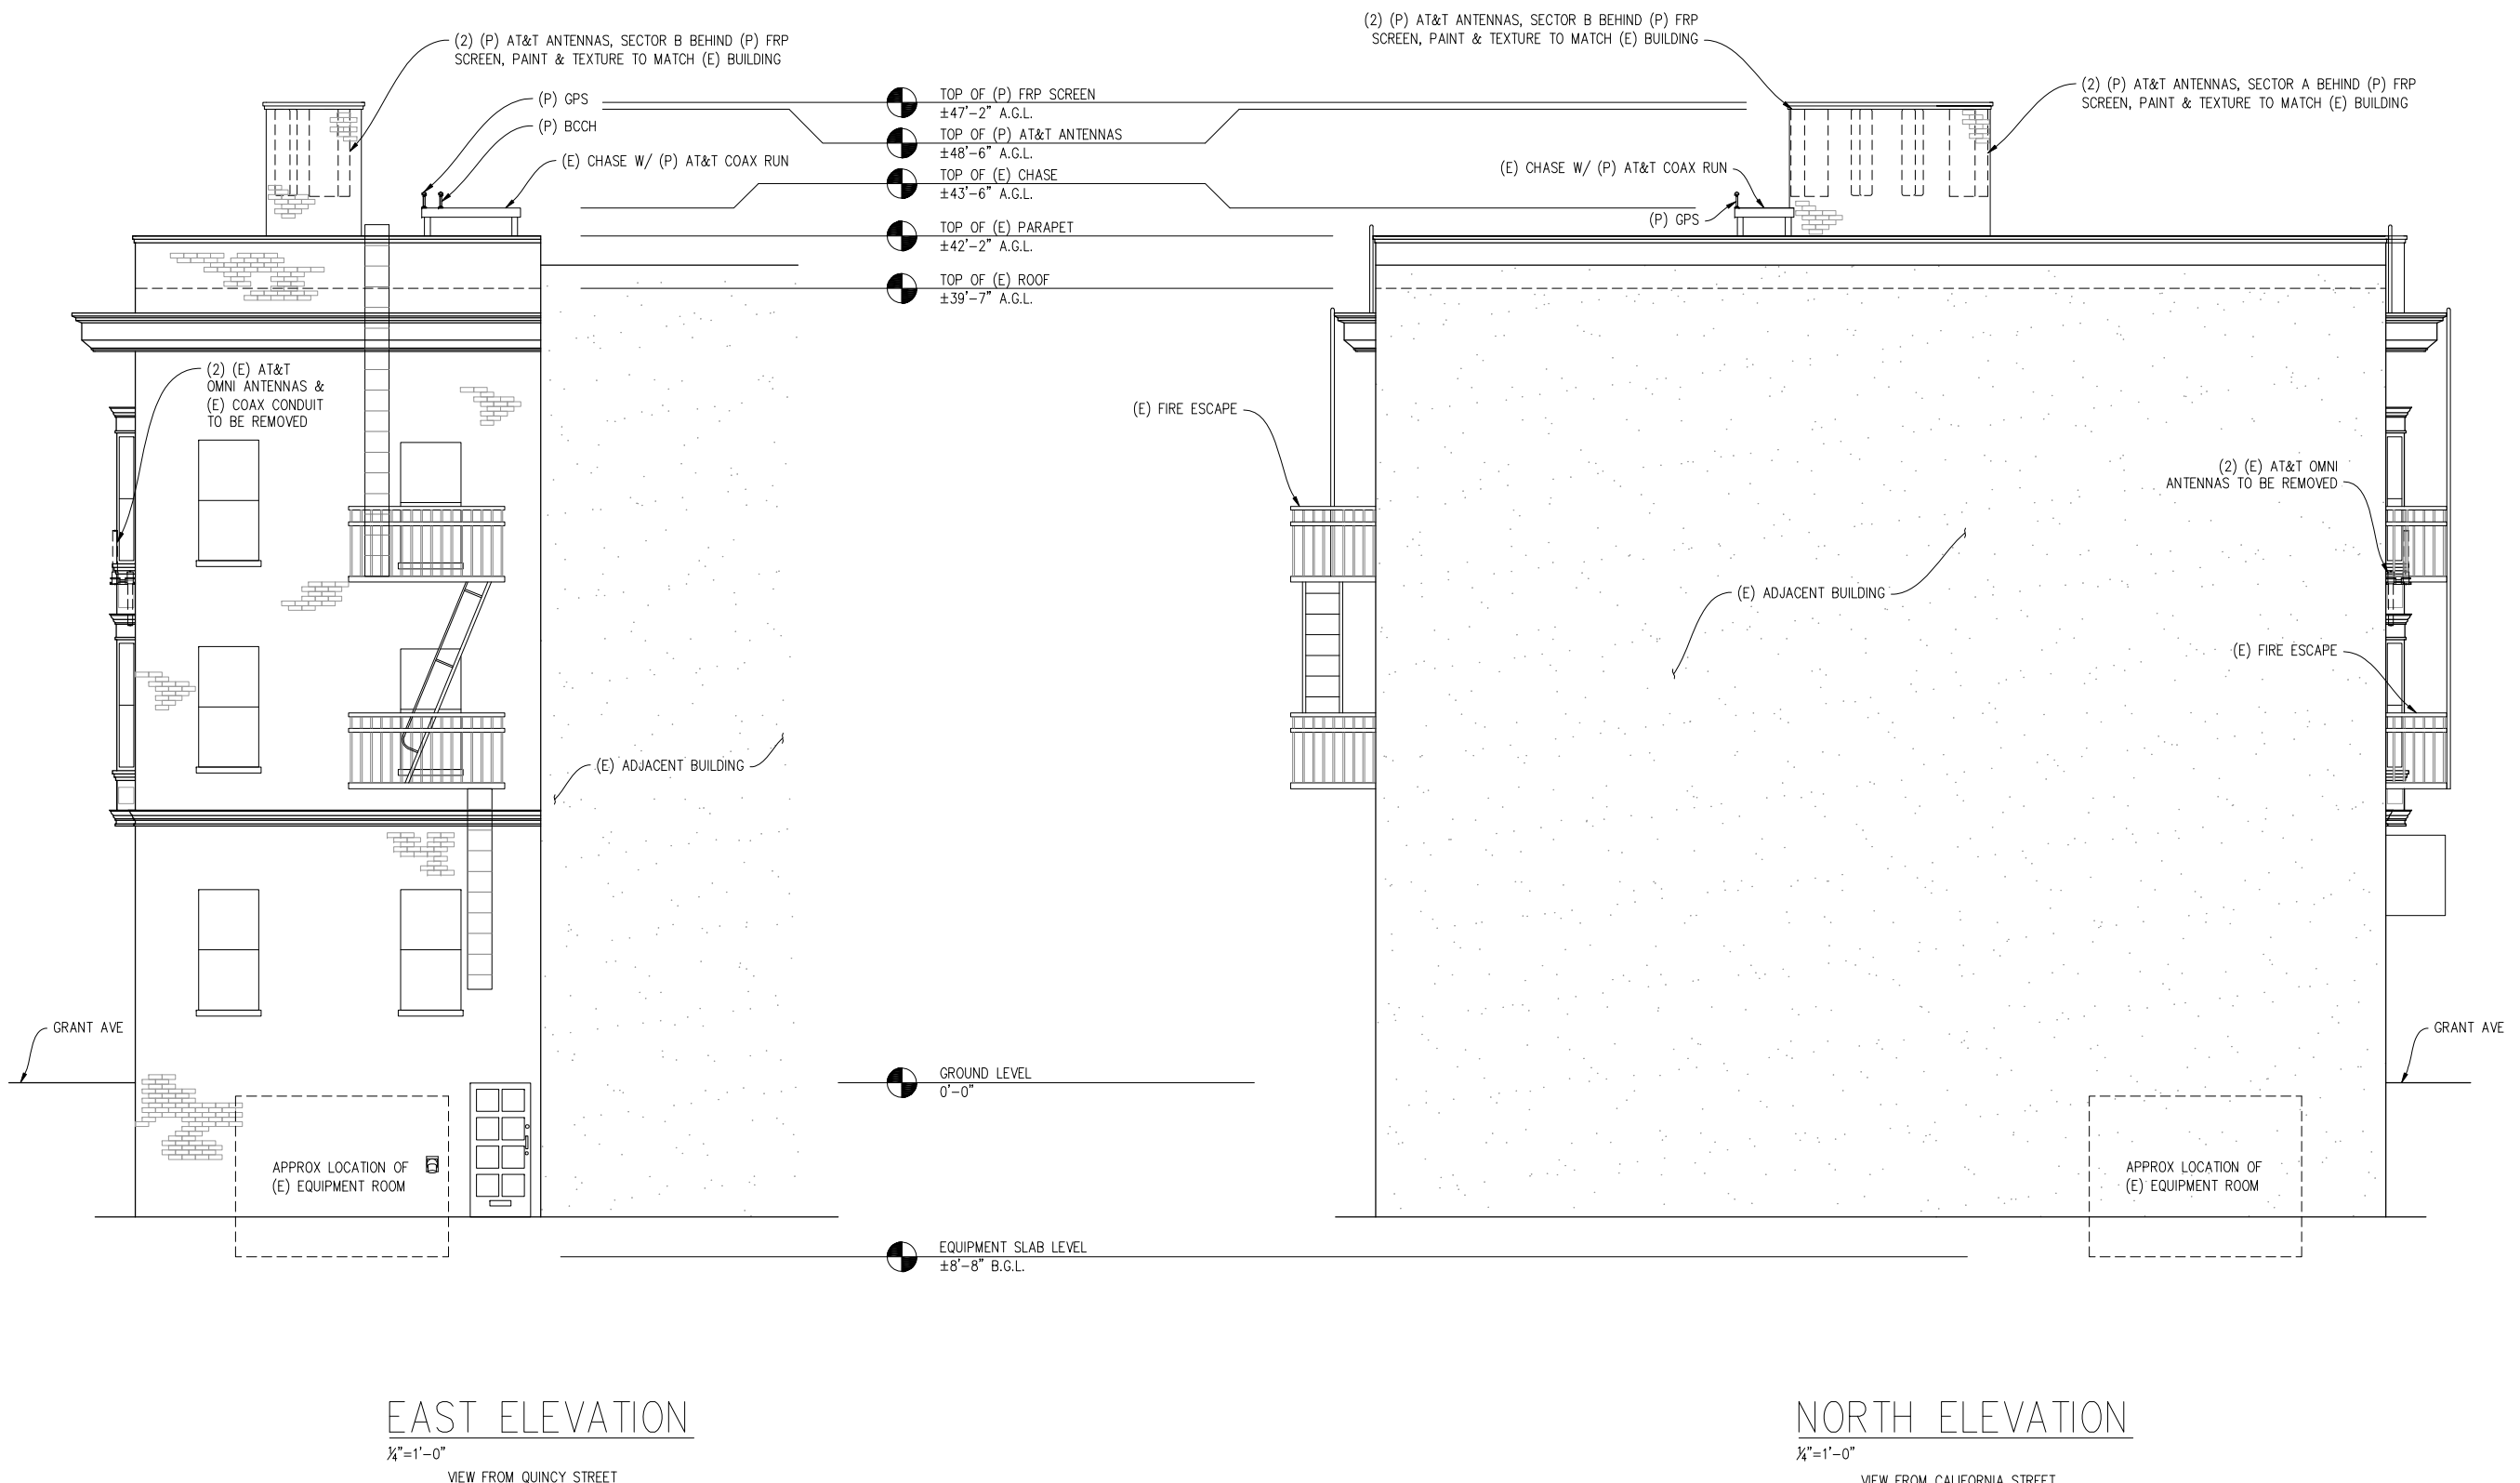 (2) (P) AT&T ANTENNAS, SECTOR B BEHIND (P) FRP
SCREEN, PAINT & TEXTURE TO MATCH (E) BUILDING
(P) GPS
(P) BCCH
(E) CHASE W/ (P) AT&T COAX RUN
TOP OF (P) FRP SCREEN
±47'-2" A.G.L.
TOP OF (P) AT&T ANTENNAS
±48'-6" A.G.L.
TOP OF (E) CHASE
±43'-6" A.G.L.
TOP OF (E) PARAPET
±42'-2" A.G.L.
TOP OF (E) ROOF
±39'-7" A.G.L.
(2) (P) AT&T ANTENNAS, SECTOR B BEHIND (P) FRP
SCREEN, PAINT & TEXTURE TO MATCH (E) BUILDING
(2) (P) AT&T ANTENNAS, SECTOR A BEHIND (P) FRP
SCREEN, PAINT & TEXTURE TO MATCH (E) BUILDING
(E) CHASE W/ (P) AT&T COAX RUN
(P) GPS
(2) (E) AT&T
OMNI ANTENNAS &
(E) COAX CONDUIT
TO BE REMOVED
(E) FIRE ESCAPE
(2) (E) AT&T OMNI
ANTENNAS TO BE REMOVED
(E) ADJACENT BUILDING
(E) FIRE ESCAPE
(E) ADJACENT BUILDING
GRANT AVE
GROUND LEVEL
0'-0"
GRANT AVE
APPROX LOCATION OF
(E) EQUIPMENT ROOM
APPROX LOCATION OF
(E) EQUIPMENT ROOM
EQUIPMENT SLAB LEVEL
±8'-8" B.G.L.
EAST ELEVATION
¼"=1'-0"
VIEW FROM QUINCY STREET
NORTH ELEVATION
¼"=1'-0"
VIEW FROM CALIFORNIA STREET